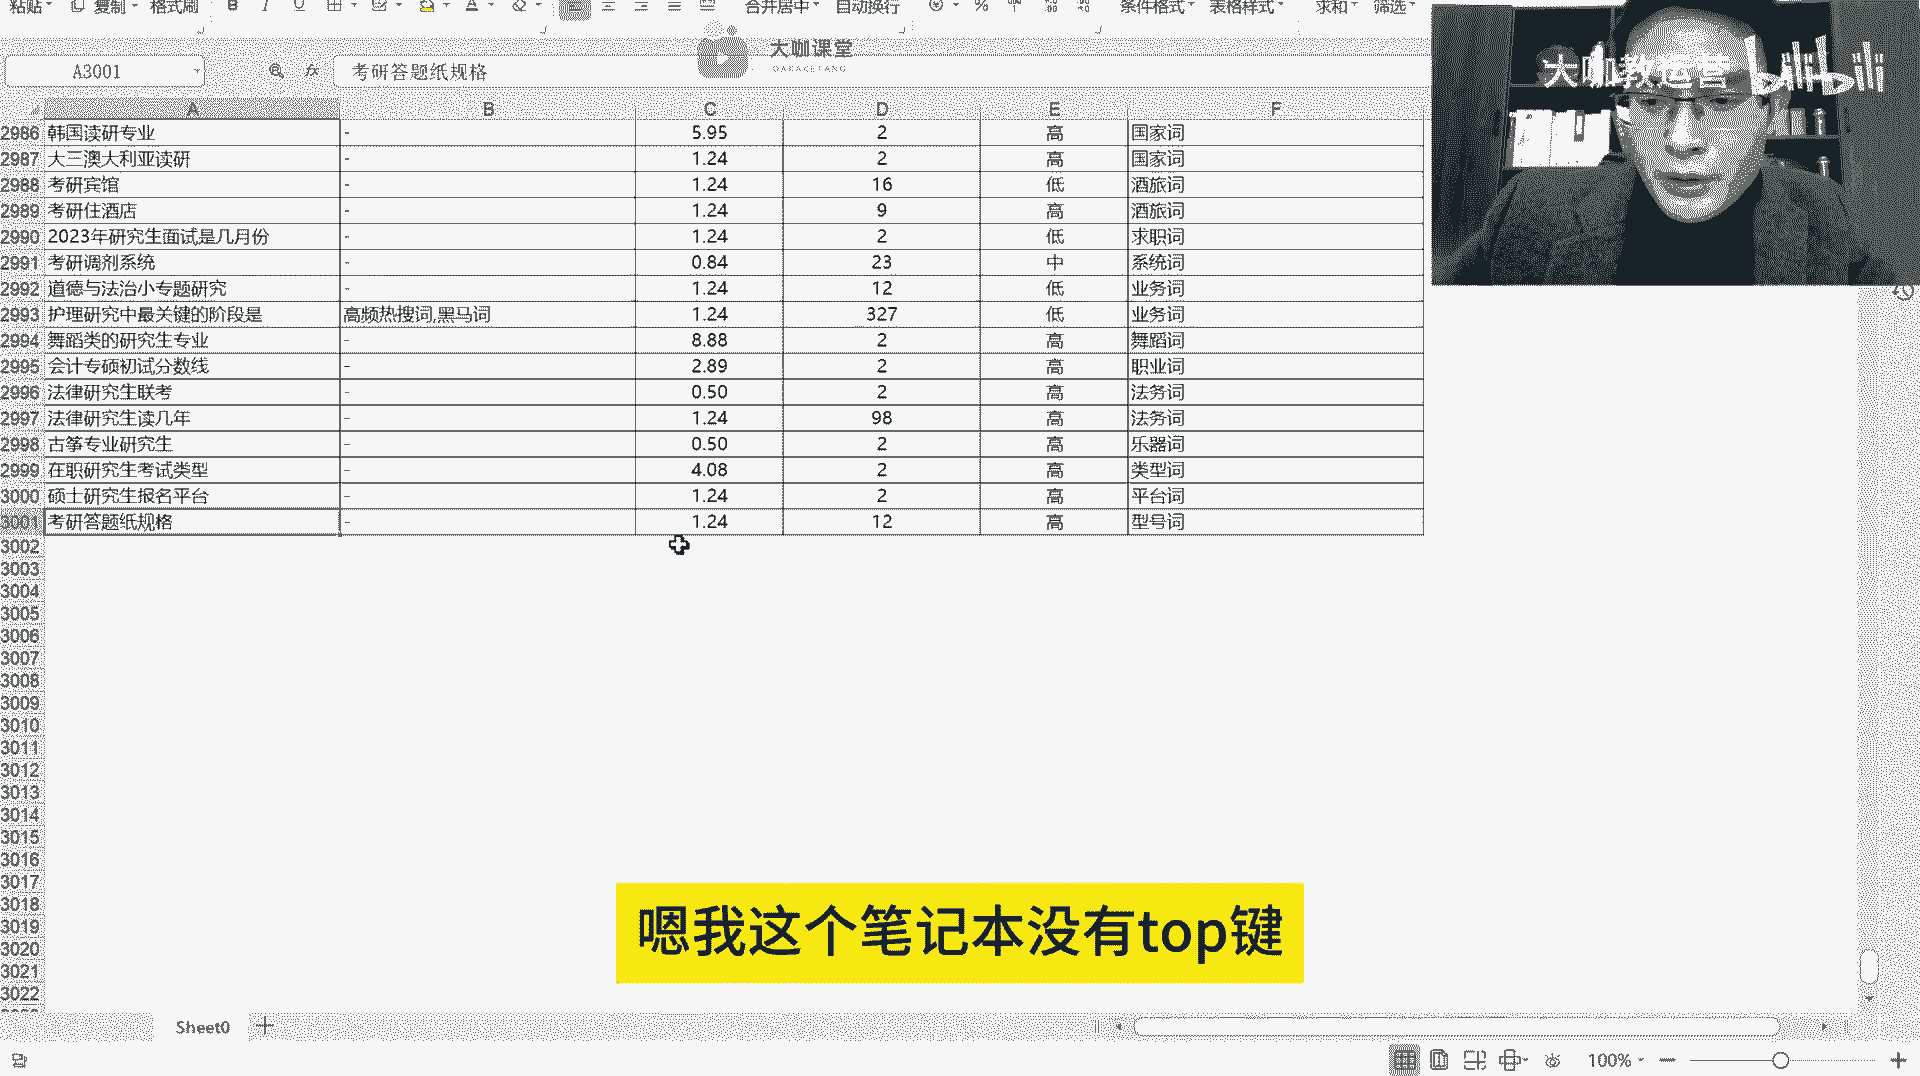 粘贴 复制 格式刷 B I U A 合并居中 自动换行 % 条件格式 表格样式 求和 筛选
大咖课堂
DAKAKETANG
大咖教运营 bilibili
A3001 fx 考研答题纸规格
A B C D E F
2986 韩国读研专业 - 5.95 2 高 国家词
2987 大三澳大利亚读研 - 1.24 2 高 国家词
2988 考研宾馆 - 1.24 16 低 酒旅词
2989 考研住酒店 - 1.24 9 高 酒旅词
2990 2023年研究生面试是几月份 - 1.24 2 低 求职词
2991 考研调剂系统 - 0.84 23 中 系统词
2992 道德与法治小专题研究 - 1.24 12 低 业务词
2993 护理研究中最关键的阶段是 高频热搜词,黑马词 1.24 327 低 业务词
2994 舞蹈类的研究生专业 - 8.88 2 高 舞蹈词
2995 会计专硕初试分数线 - 2.89 2 高 职业词
2996 法律研究生联考 - 0.50 2 高 法务词
2997 法律研究生读几年 - 1.24 98 高 法务词
2998 古筝专业研究生 - 0.50 2 高 乐器词
2999 在职研究生考试类型 - 4.08 2 高 类型词
3000 硕士研究生报名平台 - 1.24 2 高 平台词
3001 考研答题纸规格 - 1.24 12 高 型号词
3002
3003
3004
3005
3006
3007
3008
3009
3010
3011
3012
3013
3014
3015
3016
3017
3018
3019
3020
3021
3022
嗯我这个笔记本没有top键
Sheet0
100%